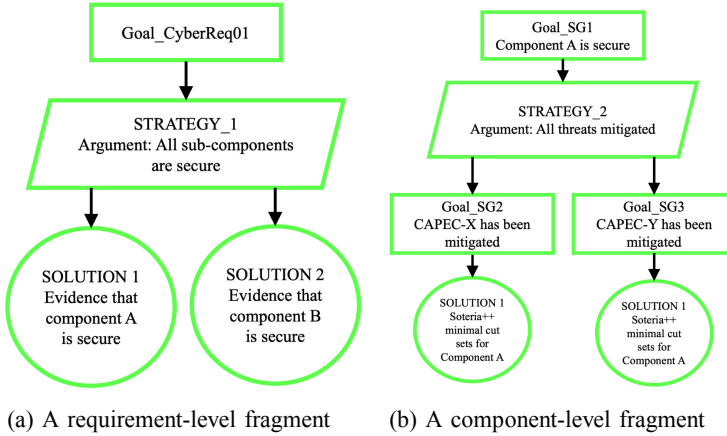 Goal_CyberReq01
STRATEGY_1
Argument: All sub-components
are secure
SOLUTION 1
Evidence that
component A
is secure
SOLUTION 2
Evidence that
component B
is secure
(a) A requirement-level fragment
Goal_SG1
Component A is secure
STRATEGY_2
Argument: All threats mitigated
Goal_SG2
CAPEC-X has been
mitigated
Goal_SG3
CAPEC-Y has been
mitigated
SOLUTION 1
Soteria++
minimal cut
sets for
Component A
SOLUTION 1
Soteria++
minimal cut
sets for
Component A
(b) A component-level fragment